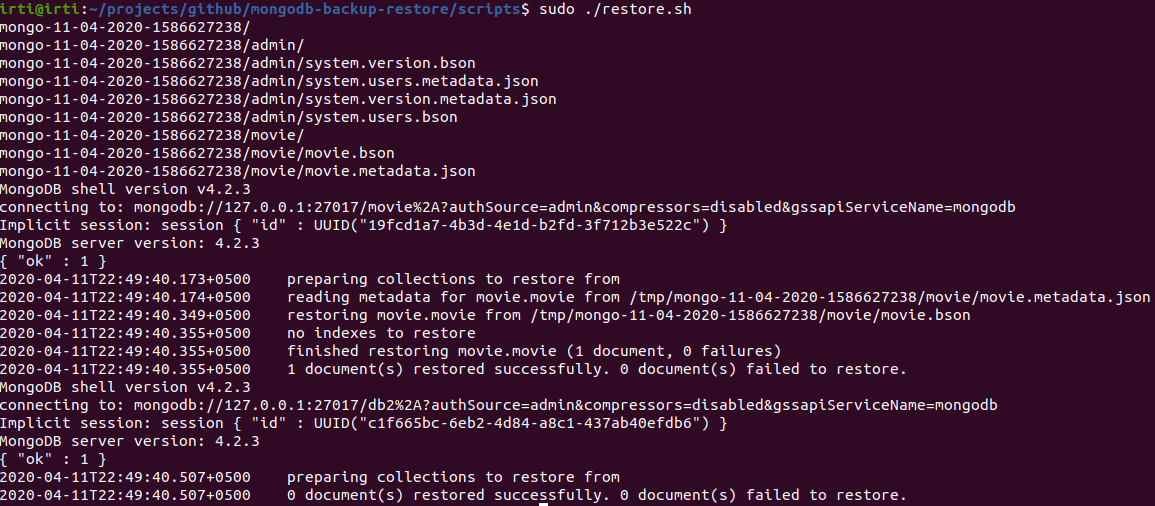 irti@irti:~/projects/github/mongodb-backup-restore/scripts$ sudo ./restore.sh
mongo-11-04-2020-1586627238/
mongo-11-04-2020-1586627238/admin/
mongo-11-04-2020-1586627238/admin/system.version.bson
mongo-11-04-2020-1586627238/admin/system.users.metadata.json
mongo-11-04-2020-1586627238/admin/system.version.metadata.json
mongo-11-04-2020-1586627238/admin/system.users.bson
mongo-11-04-2020-1586627238/movie/
mongo-11-04-2020-1586627238/movie/movie.bson
mongo-11-04-2020-1586627238/movie/movie.metadata.json
MongoDB shell version v4.2.3
connecting to: mongodb://127.0.0.1:27017/movie%2A?authSource=admin&compressors=disabled&gssapiServiceName=mongodb
Implicit session: session { "id" : UUID("19fcd1a7-4b3d-4e1d-b2fd-3f712b3e522c") }
MongoDB server version: 4.2.3
{ "ok" : 1 }
2020-04-11T22:49:40.173+0500    preparing collections to restore from
2020-04-11T22:49:40.174+0500    reading metadata for movie.movie from /tmp/mongo-11-04-2020-1586627238/movie/movie.metadata.json
2020-04-11T22:49:40.349+0500    restoring movie.movie from /tmp/mongo-11-04-2020-1586627238/movie/movie.bson
2020-04-11T22:49:40.355+0500    no indexes to restore
2020-04-11T22:49:40.355+0500    finished restoring movie.movie (1 document, 0 failures)
2020-04-11T22:49:40.355+0500    1 document(s) restored successfully. 0 document(s) failed to restore.
MongoDB shell version v4.2.3
connecting to: mongodb://127.0.0.1:27017/db2%2A?authSource=admin&compressors=disabled&gssapiServiceName=mongodb
Implicit session: session { "id" : UUID("c1f665bc-6eb2-4d84-a8c1-437ab40efdb6") }
MongoDB server version: 4.2.3
{ "ok" : 1 }
2020-04-11T22:49:40.507+0500    preparing collections to restore from
2020-04-11T22:49:40.507+0500    0 document(s) restored successfully. 0 document(s) failed to restore.